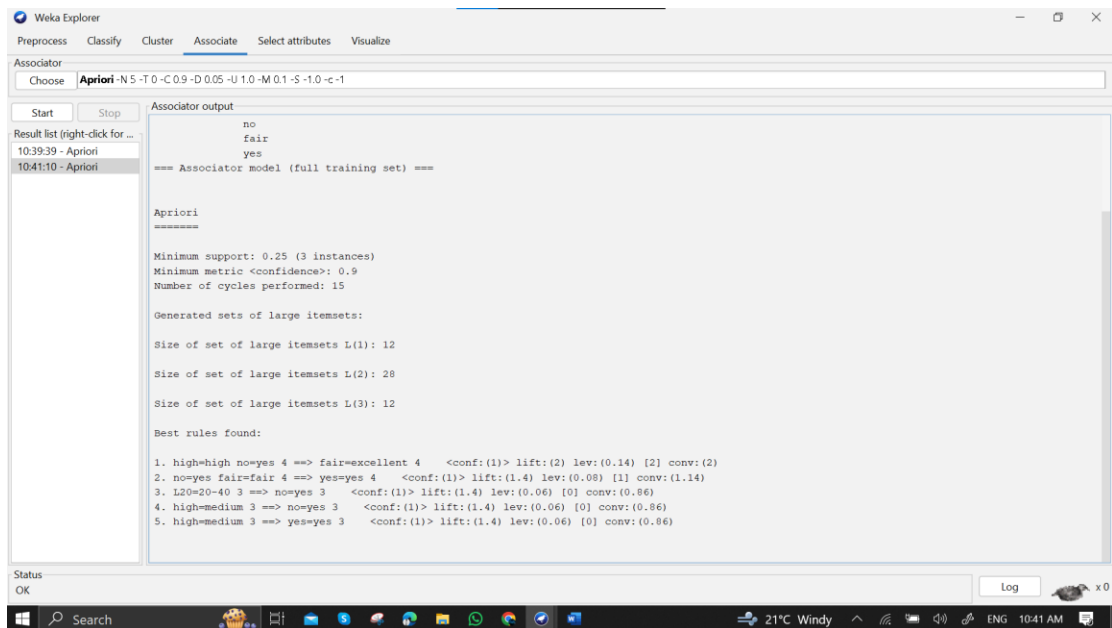 Weka Explorer
Preprocess Classify Cluster Associate Select attributes Visualize
Associator
Choose Apriori -N 5 -T 0 -C 0.9 -D 0.05 -U 1.0 -M 0.1 -S -1.0 -c -1
Start Stop
Associator output
Result list (right-click for ...
10:39:39 - Apriori
10:41:10 - Apriori
no
fair
yes
=== Associator model (full training set) ===
Apriori
=======
Minimum support: 0.25 (3 instances)
Minimum metric <confidence>: 0.9
Number of cycles performed: 15
Generated sets of large itemsets:
Size of set of large itemsets L(1): 12
Size of set of large itemsets L(2): 28
Size of set of large itemsets L(3): 12
Best rules found:
1. high=high no=yes 4 ==> fair=excellent 4 <conf:(1)> lift:(2) lev:(0.14) [2] conv:(2)
2. no=yes fair=fair 4 ==> yes=yes 4 <conf:(1)> lift:(1.4) lev:(0.08) [1] conv:(1.14)
3. L20=20-40 3 ==> no=yes 3 <conf:(1)> lift:(1.4) lev:(0.06) [0] conv:(0.86)
4. high=medium 3 ==> no=yes 3 <conf:(1)> lift:(1.4) lev:(0.06) [0] conv:(0.86)
5. high=medium 3 ==> yes=yes 3 <conf:(1)> lift:(1.4) lev:(0.06) [0] conv:(0.86)
Status
OK
Log x 0
Search 21°C Windy ENG 10:41 AM